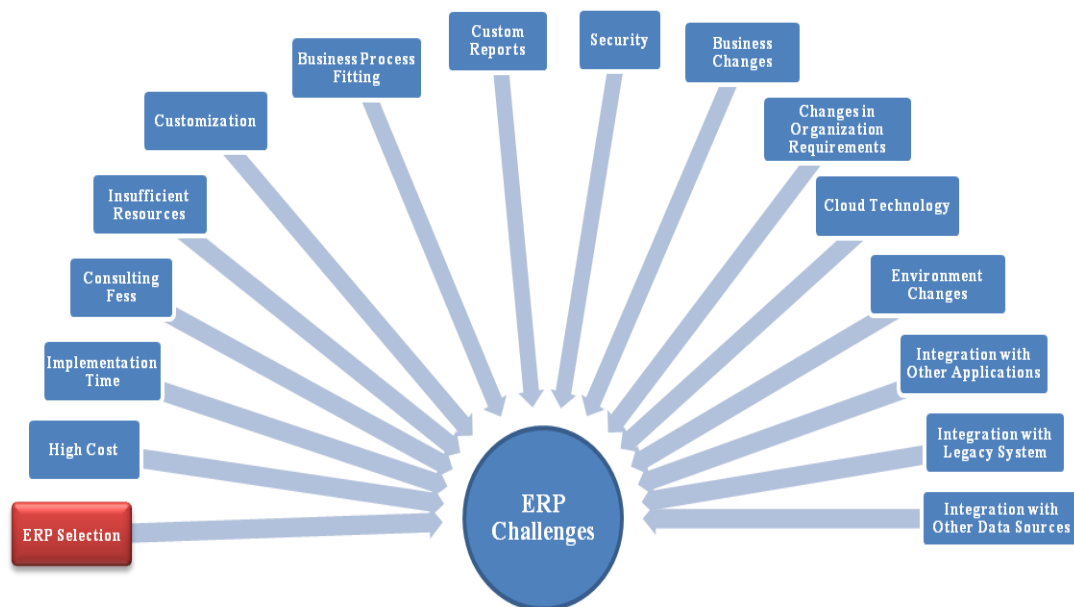 Custom
Reports
Security
Business
Changes
Business Process
Fitting
Customization
Changes in
Organization
Requirements
Insufficient
Resources
Cloud Technology
Consulting
Fess
Environment
Changes
Implementation
Time
Integration with
Other Applications
High Cost
Integration with
Legacy System
ERP Selection
ERP
Challenges
Integration with
Other Data Sources